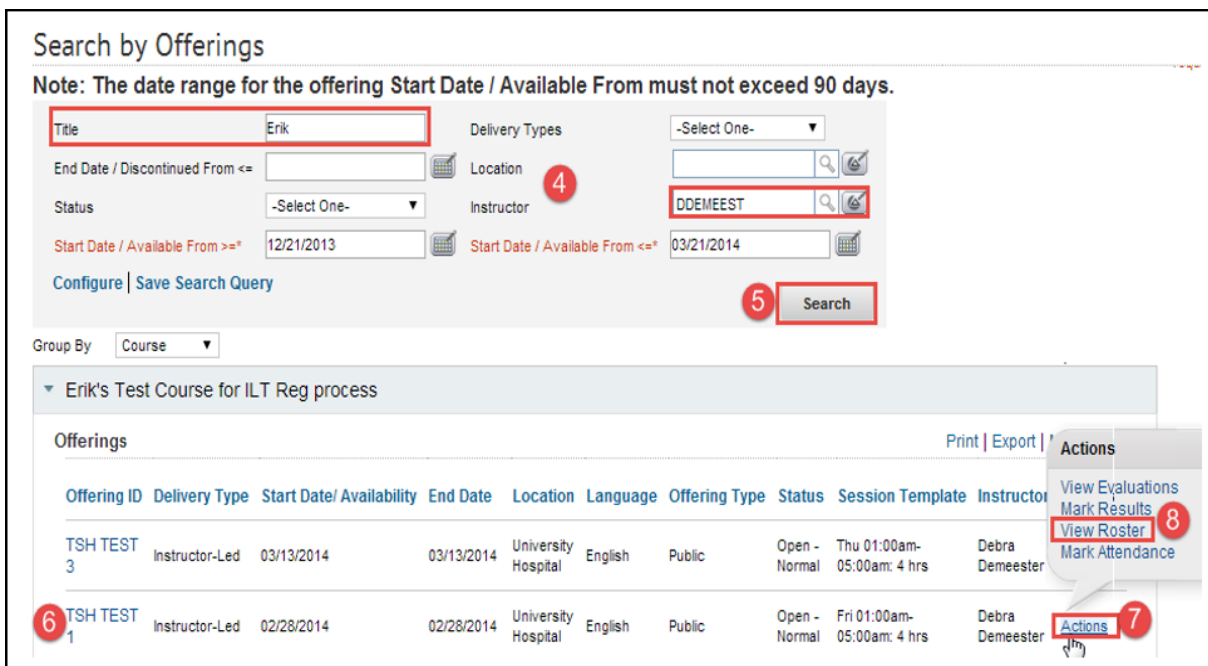 Search by Offerings
Note: The date range for the offering Start Date / Available From must not exceed 90 days.
Title Erik Delivery Types -Select One-
End Date / Discontinued From <= Location
4
Status -Select One- Instructor DDEMEEST
Start Date / Available From >=* 12/21/2013 Start Date / Available From <=* 03/21/2014
Configure | Save Search Query
5 Search
Group By Course
Erik's Test Course for ILT Reg process
Offerings Print | Export |
Actions
View Evaluations
Mark Results
View Roster 8
Mark Attendance
Offering ID Delivery Type Start Date/ Availability End Date Location Language Offering Type Status Session Template Instructor
TSH TEST 3 Instructor-Led 03/13/2014 03/13/2014 University Hospital English Public Open - Normal Thu 01:00am-05:00am: 4 hrs Debra Demeester
6 TSH TEST 1 Instructor-Led 02/28/2014 02/28/2014 University Hospital English Public Open - Normal Fri 01:00am-05:00am: 4 hrs Debra Demeester Actions 7